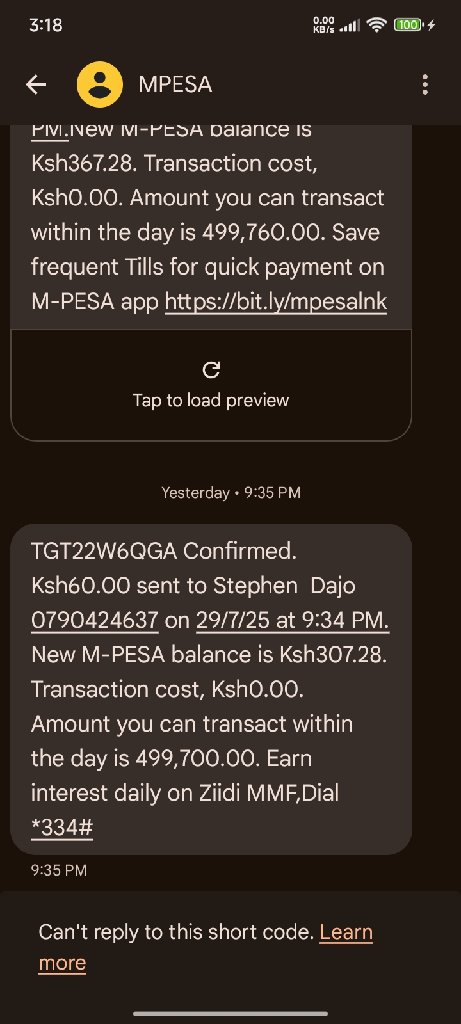 3:18
0.00
KB/s
100
MPESA
PM.New M-PESA balance is
Ksh367.28. Transaction cost,
Ksh0.00. Amount you can transact
within the day is 499,760.00. Save
frequent Tills for quick payment on
M-PESA app https://bit.ly/mpesalnk
Tap to load preview
Yesterday • 9:35 PM
TGT22W6QGA Confirmed.
Ksh60.00 sent to Stephen  Dajo
0790424637 on 29/7/25 at 9:34 PM.
New M-PESA balance is Ksh307.28.
Transaction cost, Ksh0.00.
Amount you can transact within
the day is 499,700.00. Earn
interest daily on Ziidi MMF,Dial
*334#
9:35 PM
Can't reply to this short code. Learn
more